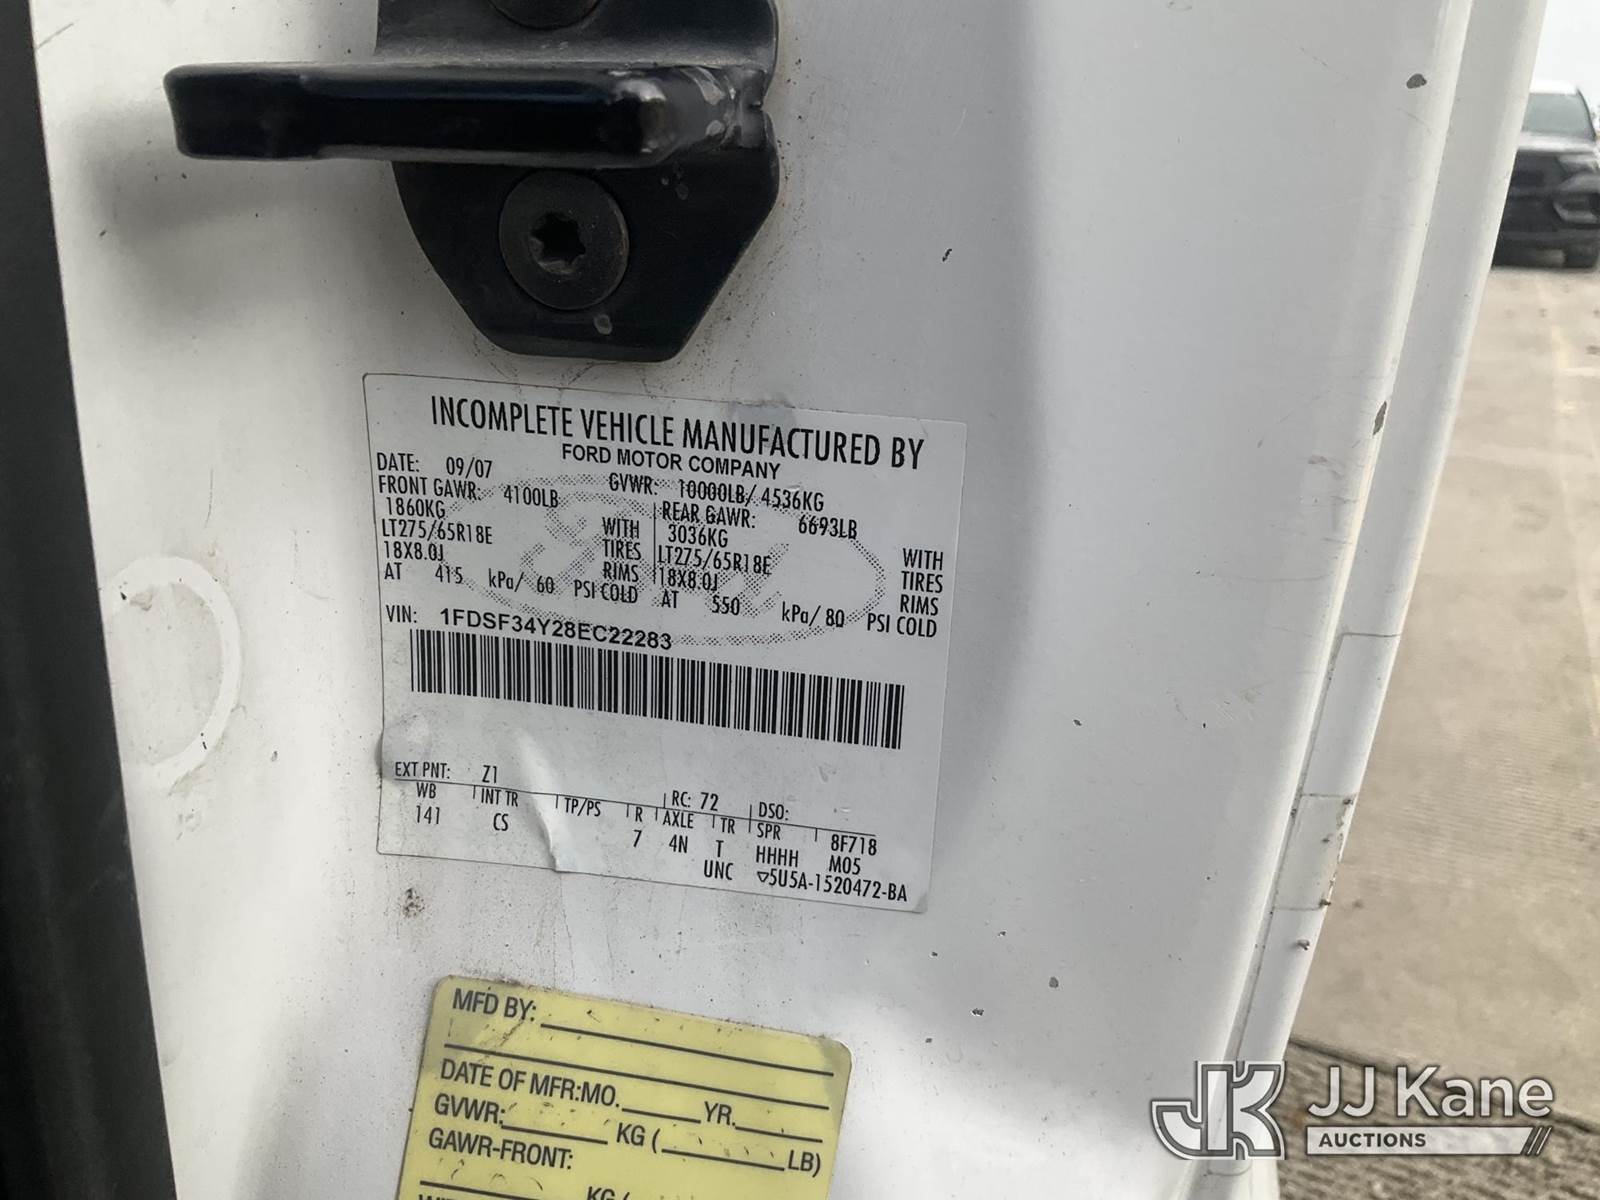 INCOMPLETE VEHICLE MANUFACTURED BY
FORD MOTOR COMPANY
DATE: 09/07 GVWR: 10000LB/ 4536KG
FRONT GAWR: 4100LB REAR GAWR: 6693LB
1860KG WITH 3036KG WITH
LT275/65R18E TIRES LT275/65R18E TIRES
18X8.0J RIMS 18X8.0J RIMS
AT 415 kPa/ 60 PSI COLD AT 550 kPa/ 80 PSI COLD
VIN: 1FDSF34Y28EC22283
EXT PNT: Z1 RC: 72 DSO:
WB INT TR TP/PS R AXLE TR SPR 8F718
141 CS 7 4N T HHHH M05
UNC ▽5U5A-1520472-BA
MFD BY:
DATE OF MFR:MO. YR.
GVWR: KG ( LB)
GAWR-FRONT:
KG (
JK JJ Kane
AUCTIONS